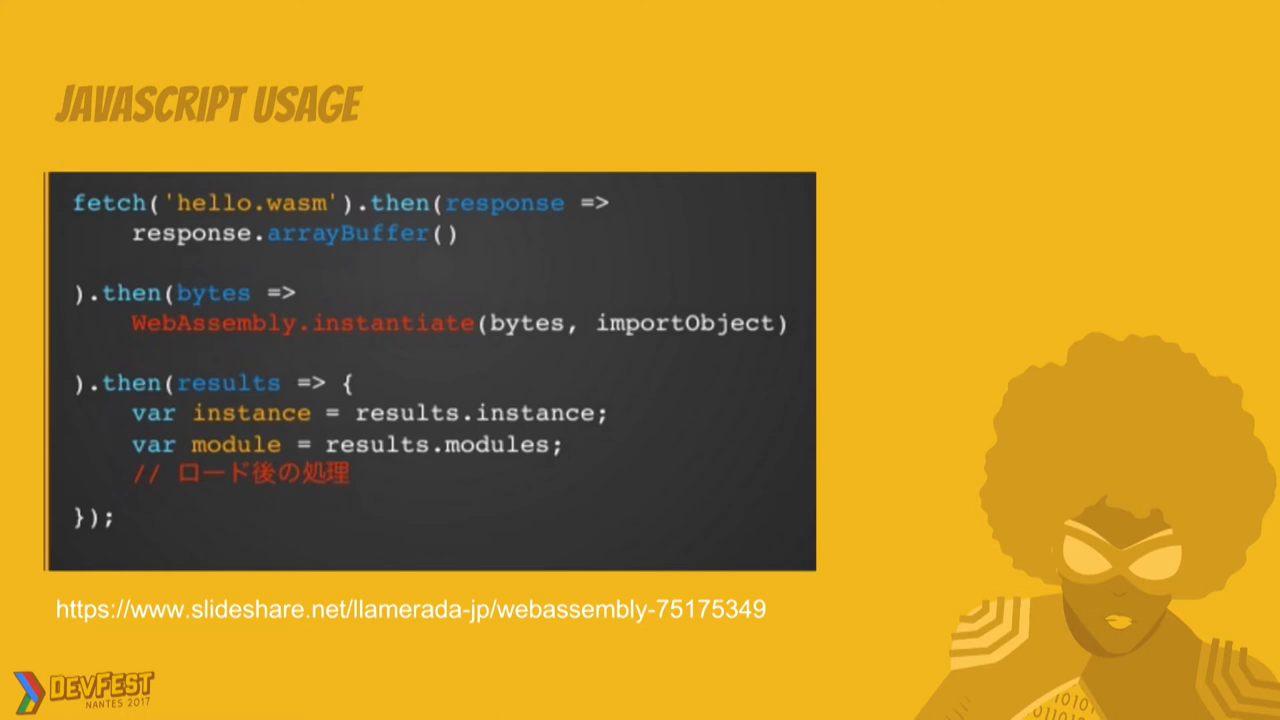 JAVASCRIPT USAGE
fetch('hello.wasm').then(response =>
response.arrayBuffer()
).then(bytes =>
WebAssembly.instantiate(bytes, importObject)
).then(results => {
var instance = results.instance;
var module = results.modules;
// ロード後の処理
});
https://www.slideshare.net/llamerada-jp/webassembly-75175349
DEVFEST
NANTES 2017